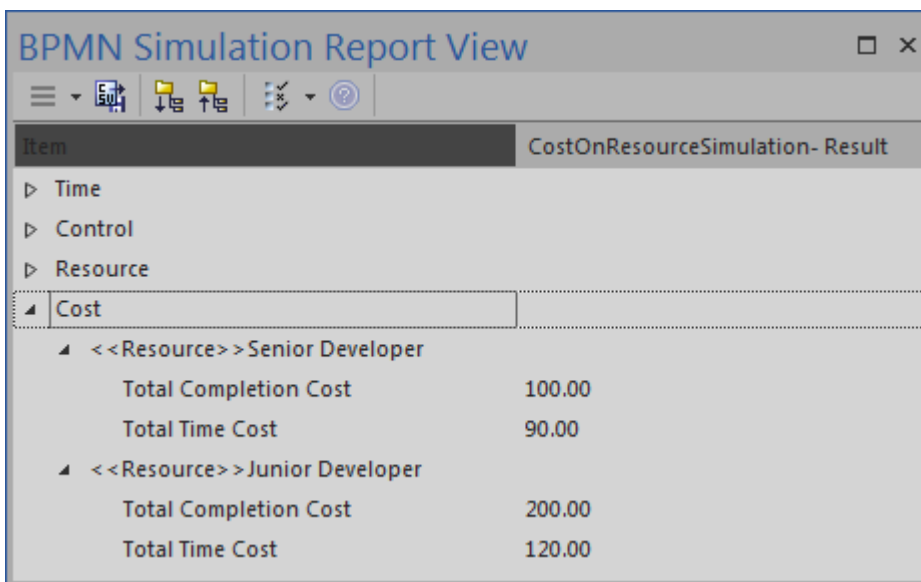 BPMN Simulation Report View
Item CostOnResourceSimulation- Result
Time
Control
Resource
Cost
<<Resource>>Senior Developer
Total Completion Cost 100.00
Total Time Cost 90.00
<<Resource>>Junior Developer
Total Completion Cost 200.00
Total Time Cost 120.00